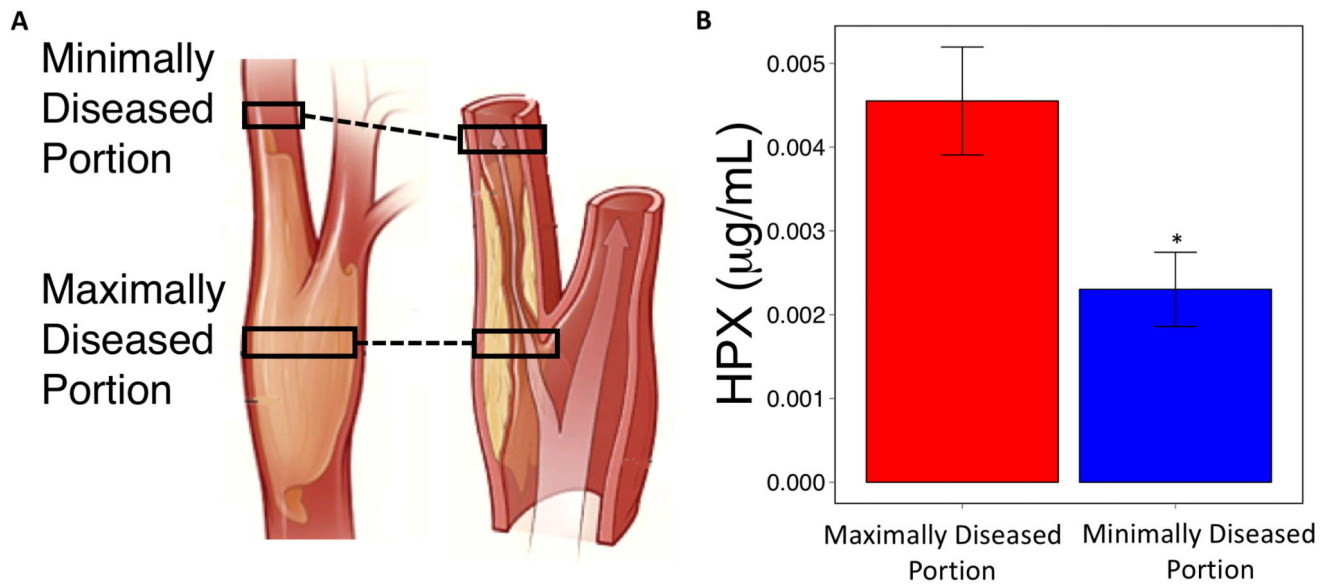 A
Minimally
Diseased
Portion
Maximally
Diseased
Portion
B
HPX (μg/mL)
0.005
0.004
0.003
0.002
0.001
0.000
*
Maximally Diseased
Portion
Minimally Diseased
Portion